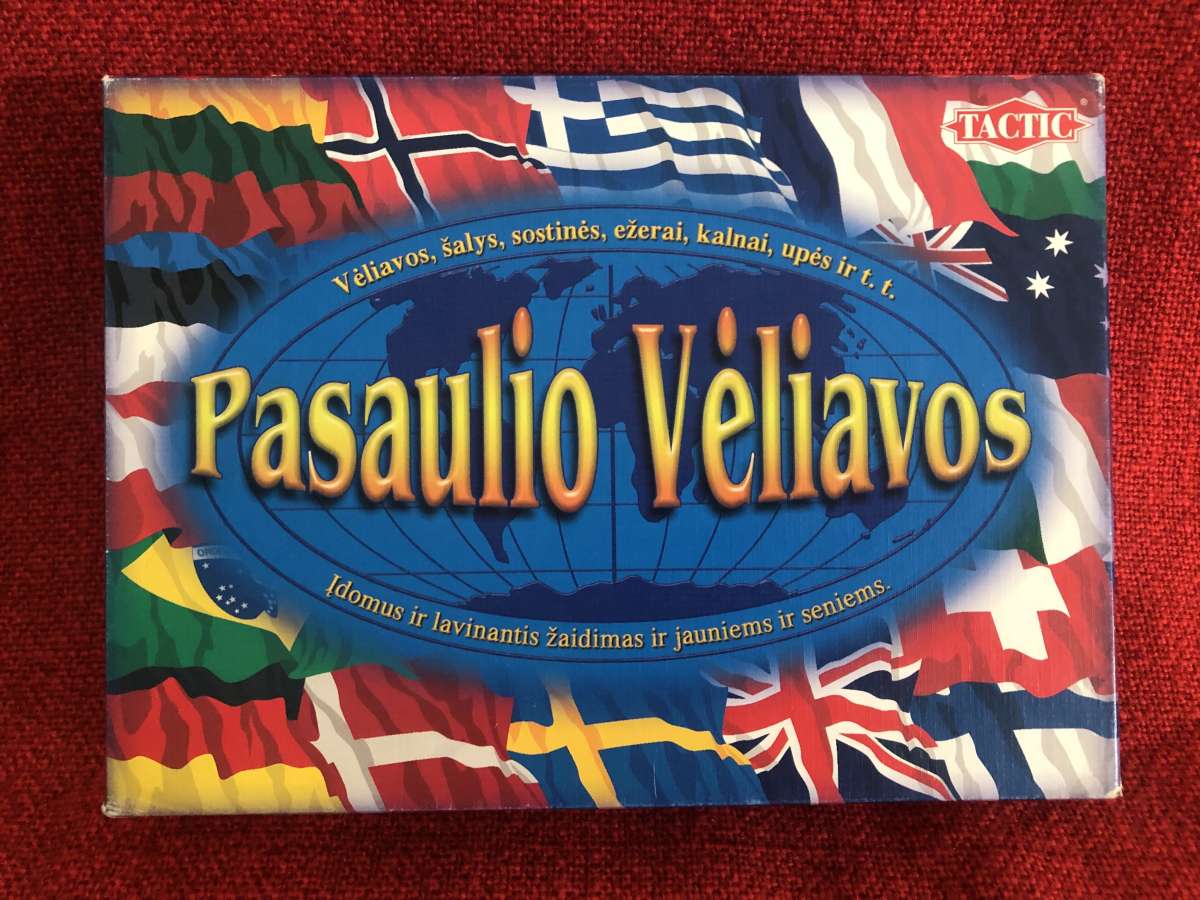 TACTIC
Vėliavos, šalys, sostinės, ežerai, kalnai, upės ir t. t.
Pasaulio Vėliavos
Įdomus ir lavinantis žaidimas ir jauniems ir seniems.